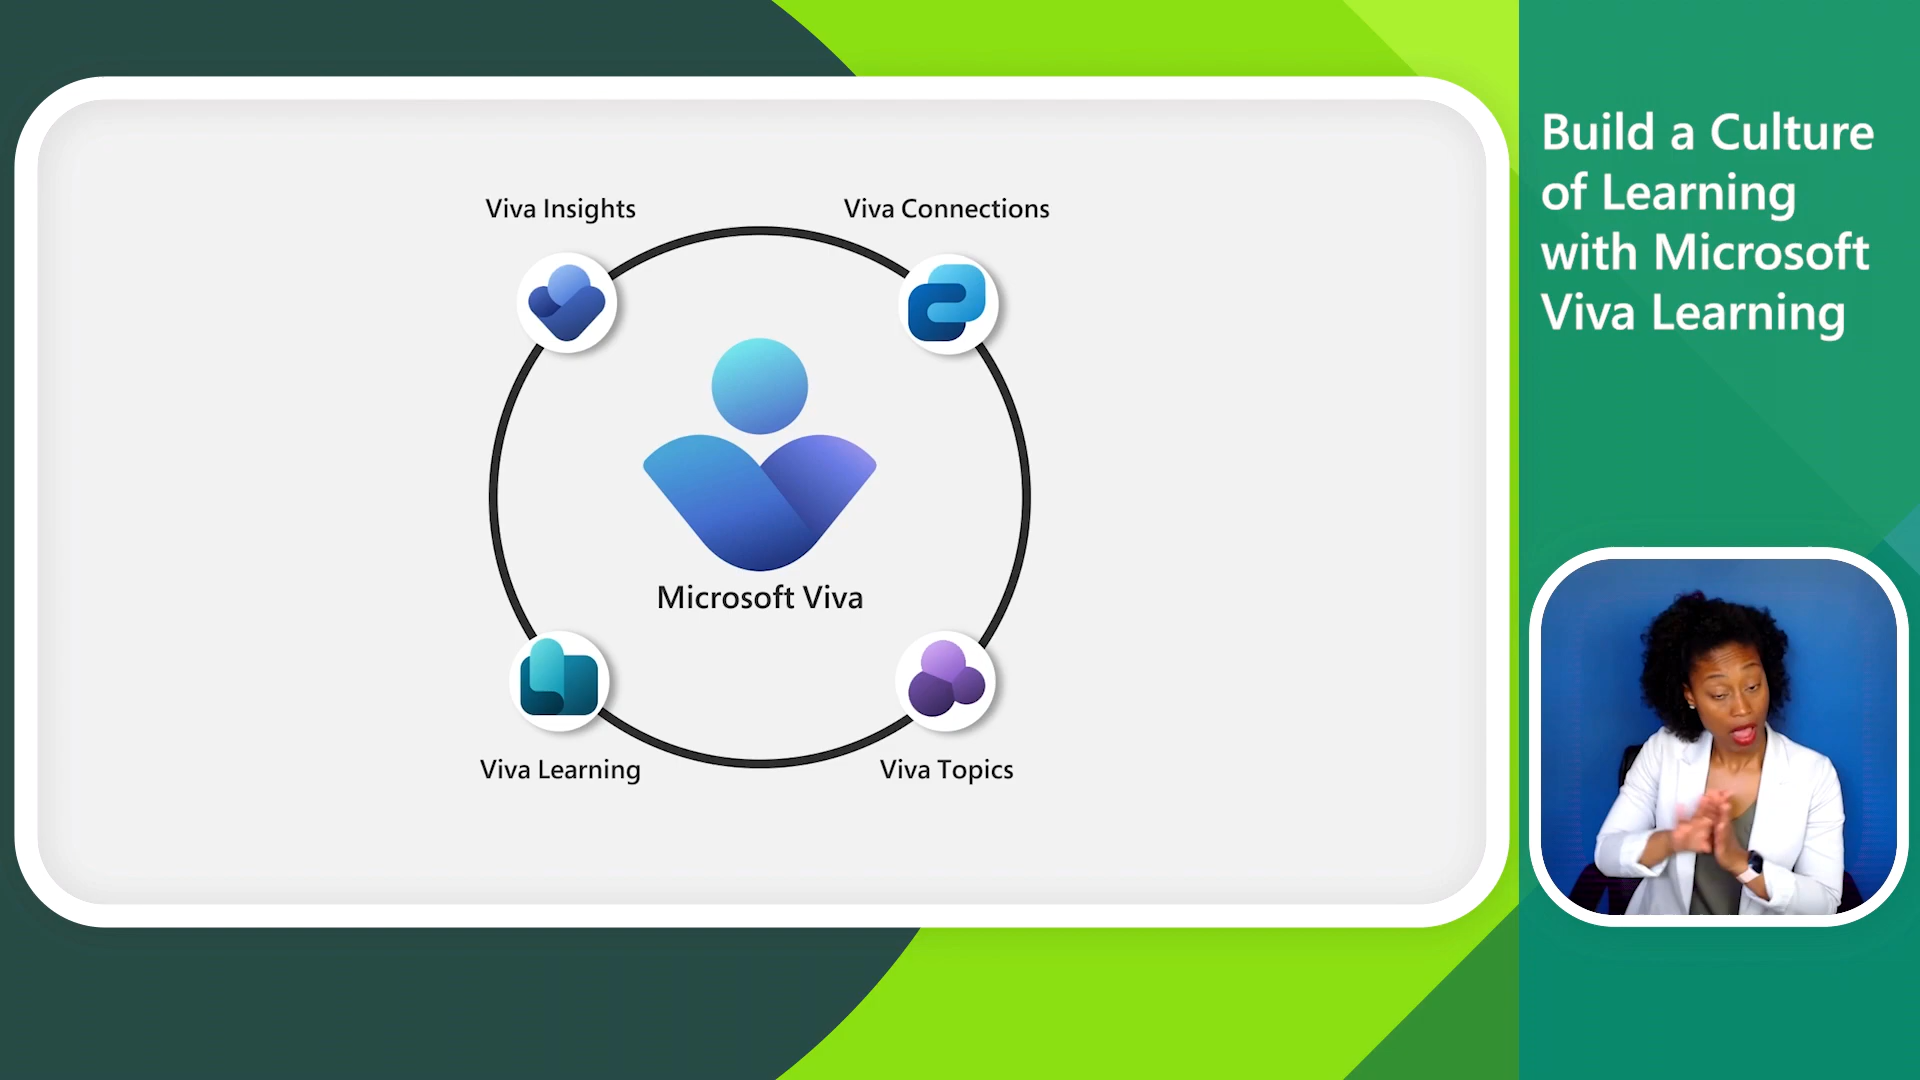 Viva Insights
Viva Connections
Microsoft Viva
Viva Learning
Viva Topics
Build a Culture
of Learning
with Microsoft
Viva Learning